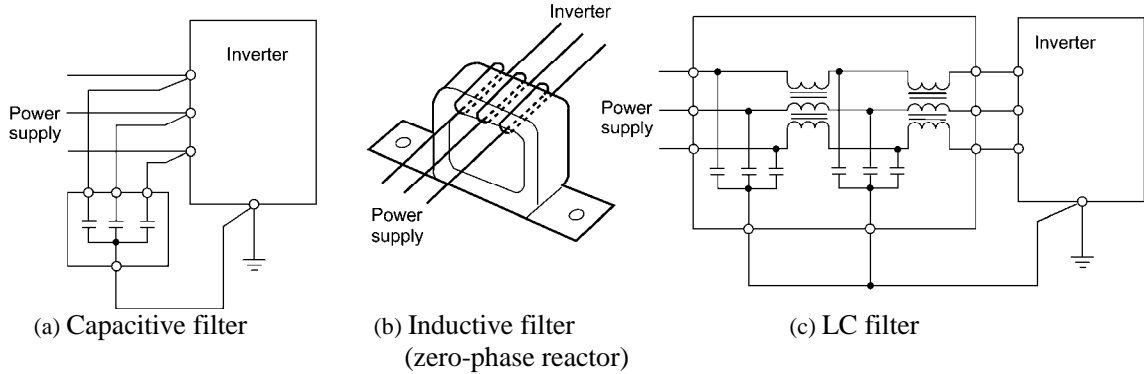 Inverter
Power
supply
(a) Capacitive filter
Inverter
Power
supply
(b) Inductive filter
(zero-phase reactor)
Inverter
Power
supply
(c) LC filter